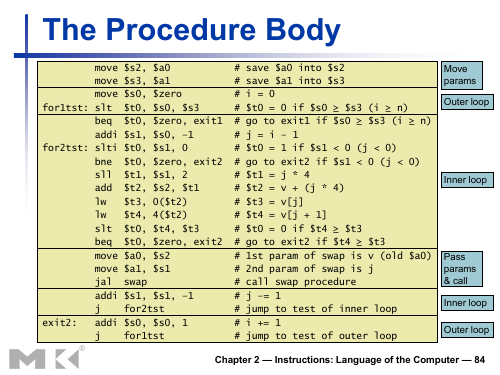 The Procedure Body
move $s2, $a0 # save $a0 into $s2
move $s3, $a1 # save $a1 into $s3
Move
params
move $s0, $zero # i = 0
for1tst: slt $t0, $s0, $s3 # $t0 = 0 if $s0 ≥ $s3 (i ≥ n)
Outer loop
beq $t0, $zero, exit1 # go to exit1 if $s0 ≥ $s3 (i ≥ n)
addi $s1, $s0, –1 # j = i – 1
for2tst: slti $t0, $s1, 0 # $t0 = 1 if $s1 < 0 (j < 0)
bne $t0, $zero, exit2 # go to exit2 if $s1 < 0 (j < 0)
sll $t1, $s1, 2 # $t1 = j * 4
add $t2, $s2, $t1 # $t2 = v + (j * 4)
lw $t3, 0($t2) # $t3 = v[j]
lw $t4, 4($t2) # $t4 = v[j + 1]
slt $t0, $t4, $t3 # $t0 = 0 if $t4 ≥ $t3
beq $t0, $zero, exit2 # go to exit2 if $t4 ≥ $t3
Inner loop
move $a0, $s2 # 1st param of swap is v (old $a0)
move $a1, $s1 # 2nd param of swap is j
jal swap # call swap procedure
Pass
params
& call
addi $s1, $s1, –1 # j –= 1
j for2tst # jump to test of inner loop
Inner loop
exit2: addi $s0, $s0, 1 # i += 1
j for1tst # jump to test of outer loop
Outer loop
MK®
Chapter 2 — Instructions: Language of the Computer — 84